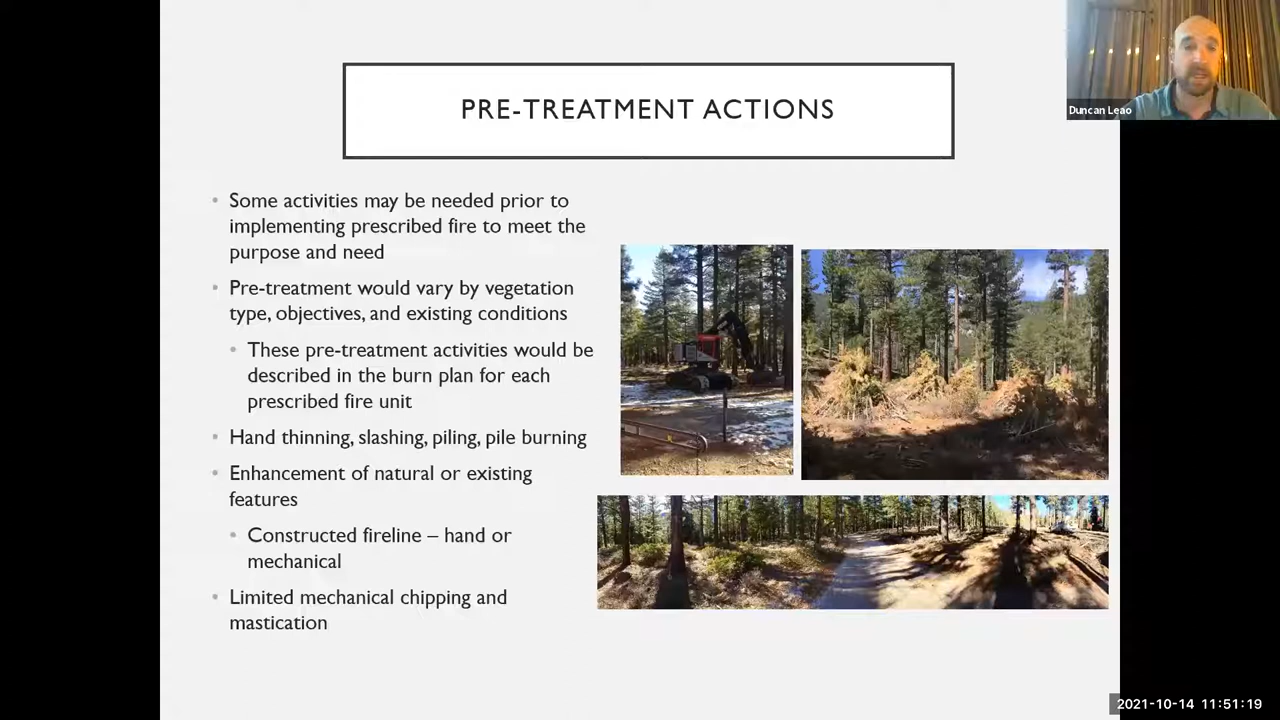 Duncan Leao
PRE-TREATMENT ACTIONS
• Some activities may be needed prior to
implementing prescribed fire to meet the
purpose and need
• Pre-treatment would vary by vegetation
type, objectives, and existing conditions
• These pre-treatment activities would be
described in the burn plan for each
prescribed fire unit
• Hand thinning, slashing, piling, pile burning
• Enhancement of natural or existing
features
• Constructed fireline – hand or
mechanical
• Limited mechanical chipping and
mastication
2021-10-14 11:51:19